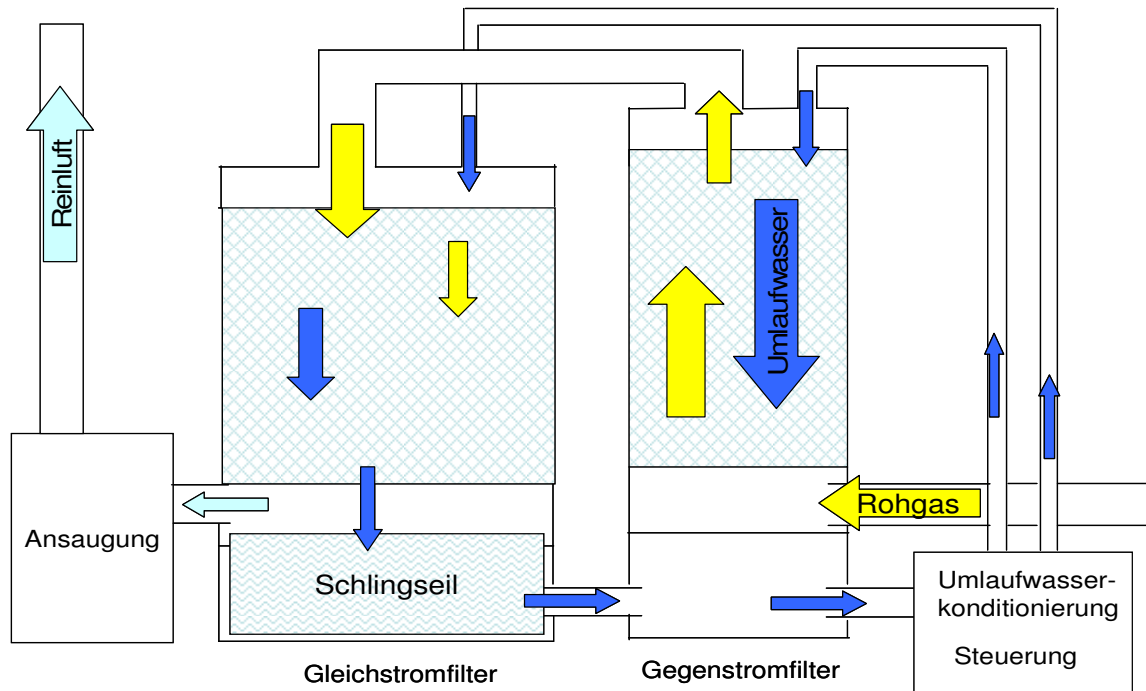 Reinluft
Umlaufwasser
Rohgas
Ansaugung
Schlingseil
Umlaufwasser-
konditionierung
Steuerung
Gleichstromfilter
Gegenstromfilter